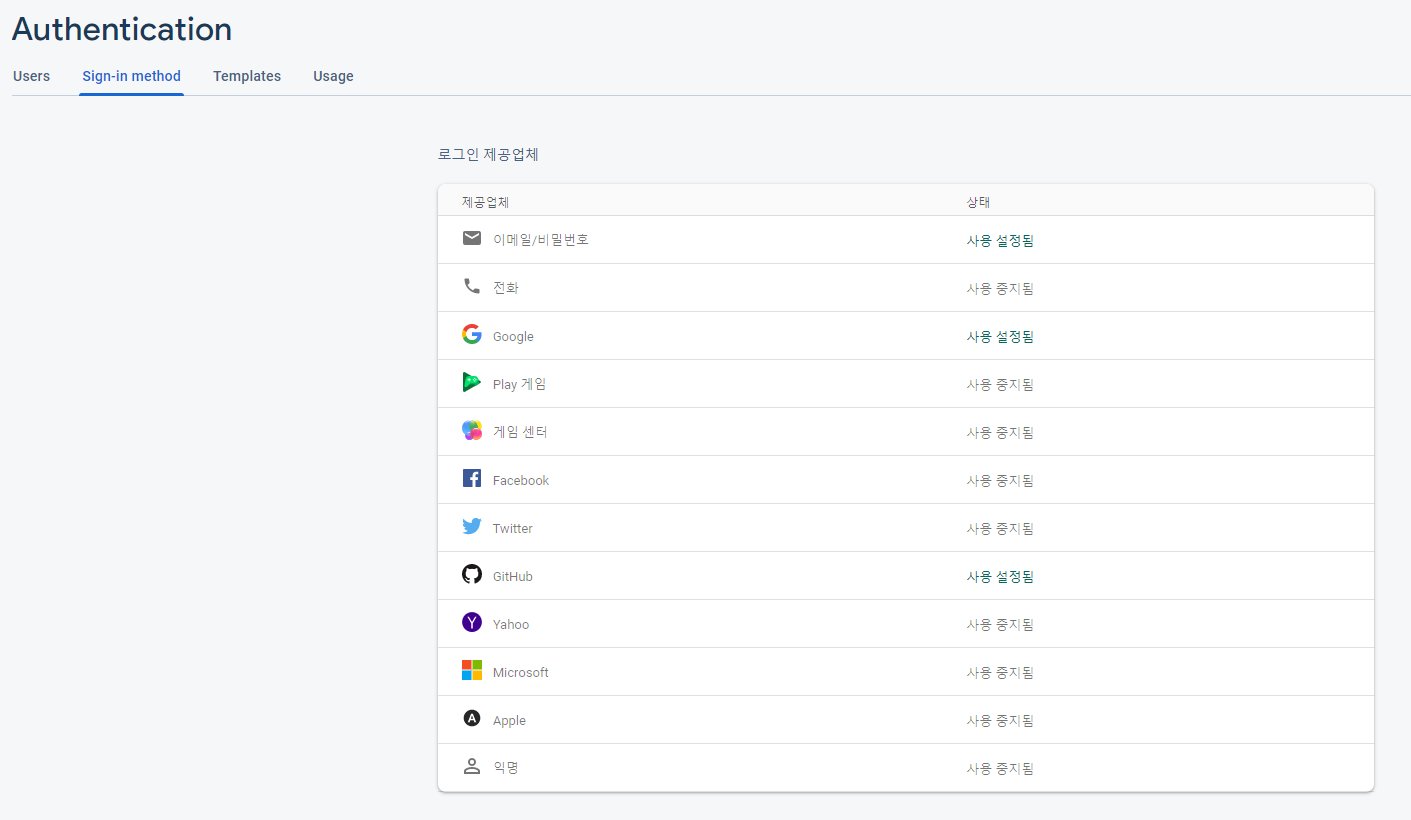 Authentication
Users Sign-in method Templates Usage
로그인 제공업체
제공업체 상태
이메일/비밀번호 사용 설정됨
전화 사용 중지됨
Google 사용 설정됨
Play 게임 사용 중지됨
게임 센터 사용 중지됨
Facebook 사용 중지됨
Twitter 사용 중지됨
GitHub 사용 설정됨
Yahoo 사용 중지됨
Microsoft 사용 중지됨
Apple 사용 중지됨
익명 사용 중지됨